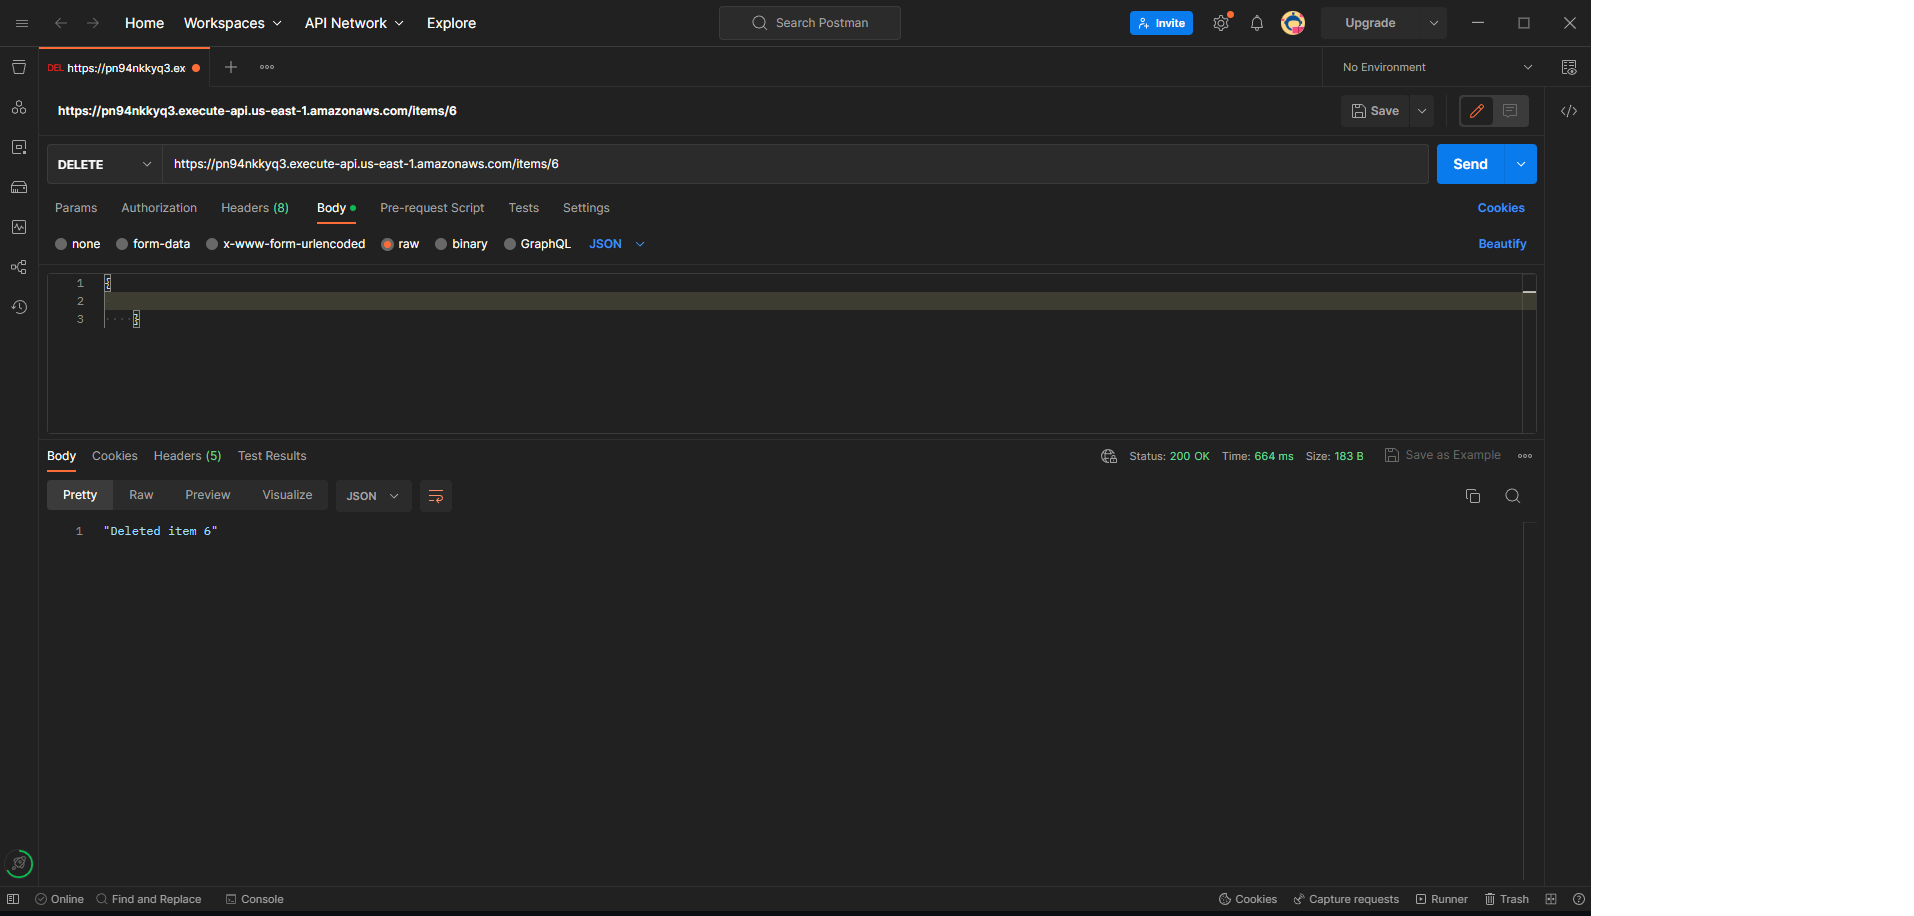 Home Workspaces API Network Explore Search Postman Invite Upgrade
DEL https://pn94nkkyq3.ex No Environment
https://pn94nkkyq3.execute-api.us-east-1.amazonaws.com/items/6 Save
DELETE https://pn94nkkyq3.execute-api.us-east-1.amazonaws.com/items/6 Send
Params Authorization Headers (8) Body Pre-request Script Tests Settings Cookies
none form-data x-www-form-urlencoded raw binary GraphQL JSON Beautify
1 {
2
3 }
Body Cookies Headers (5) Test Results Status: 200 OK Time: 664 ms Size: 183 B Save as Example
Pretty Raw Preview Visualize JSON
1 "Deleted item 6"
Online Find and Replace Console Cookies Capture requests Runner Trash